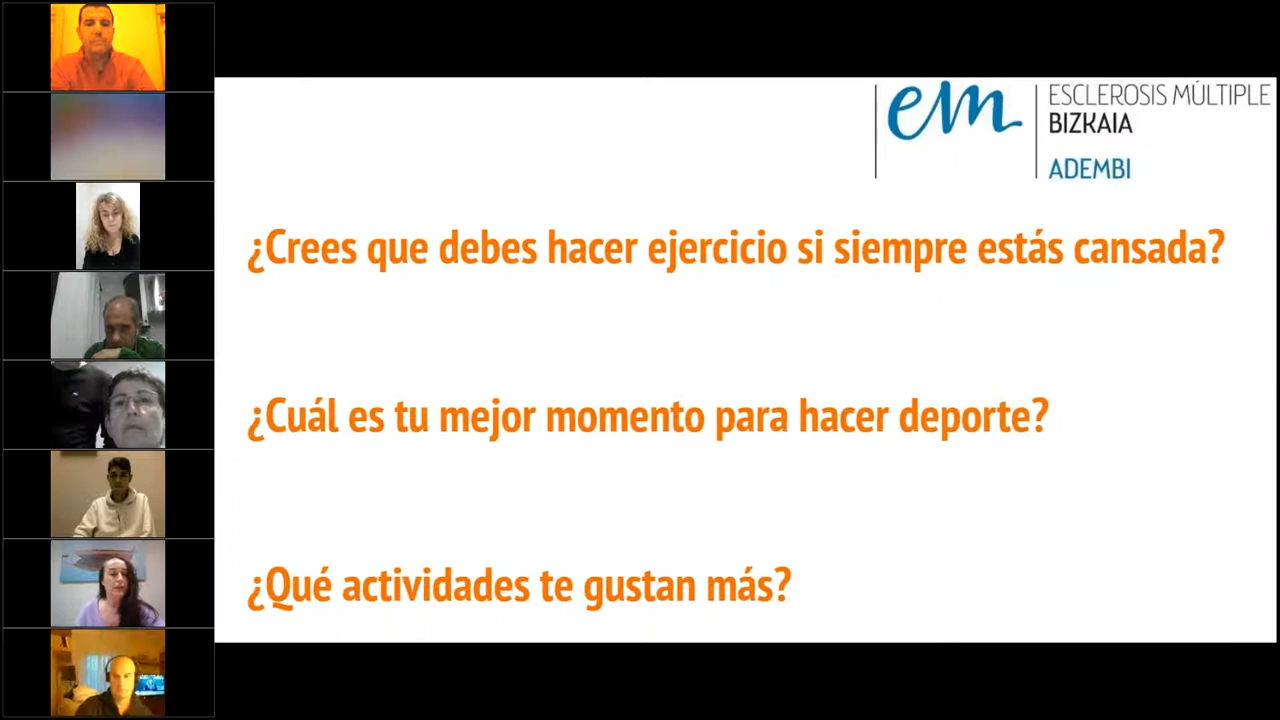 em
ESCLEROSIS MÚLTIPLE
BIZKAIA
ADEMBI
¿Crees que debes hacer ejercicio si siempre estás cansada?
¿Cuál es tu mejor momento para hacer deporte?
¿Qué actividades te gustan más?